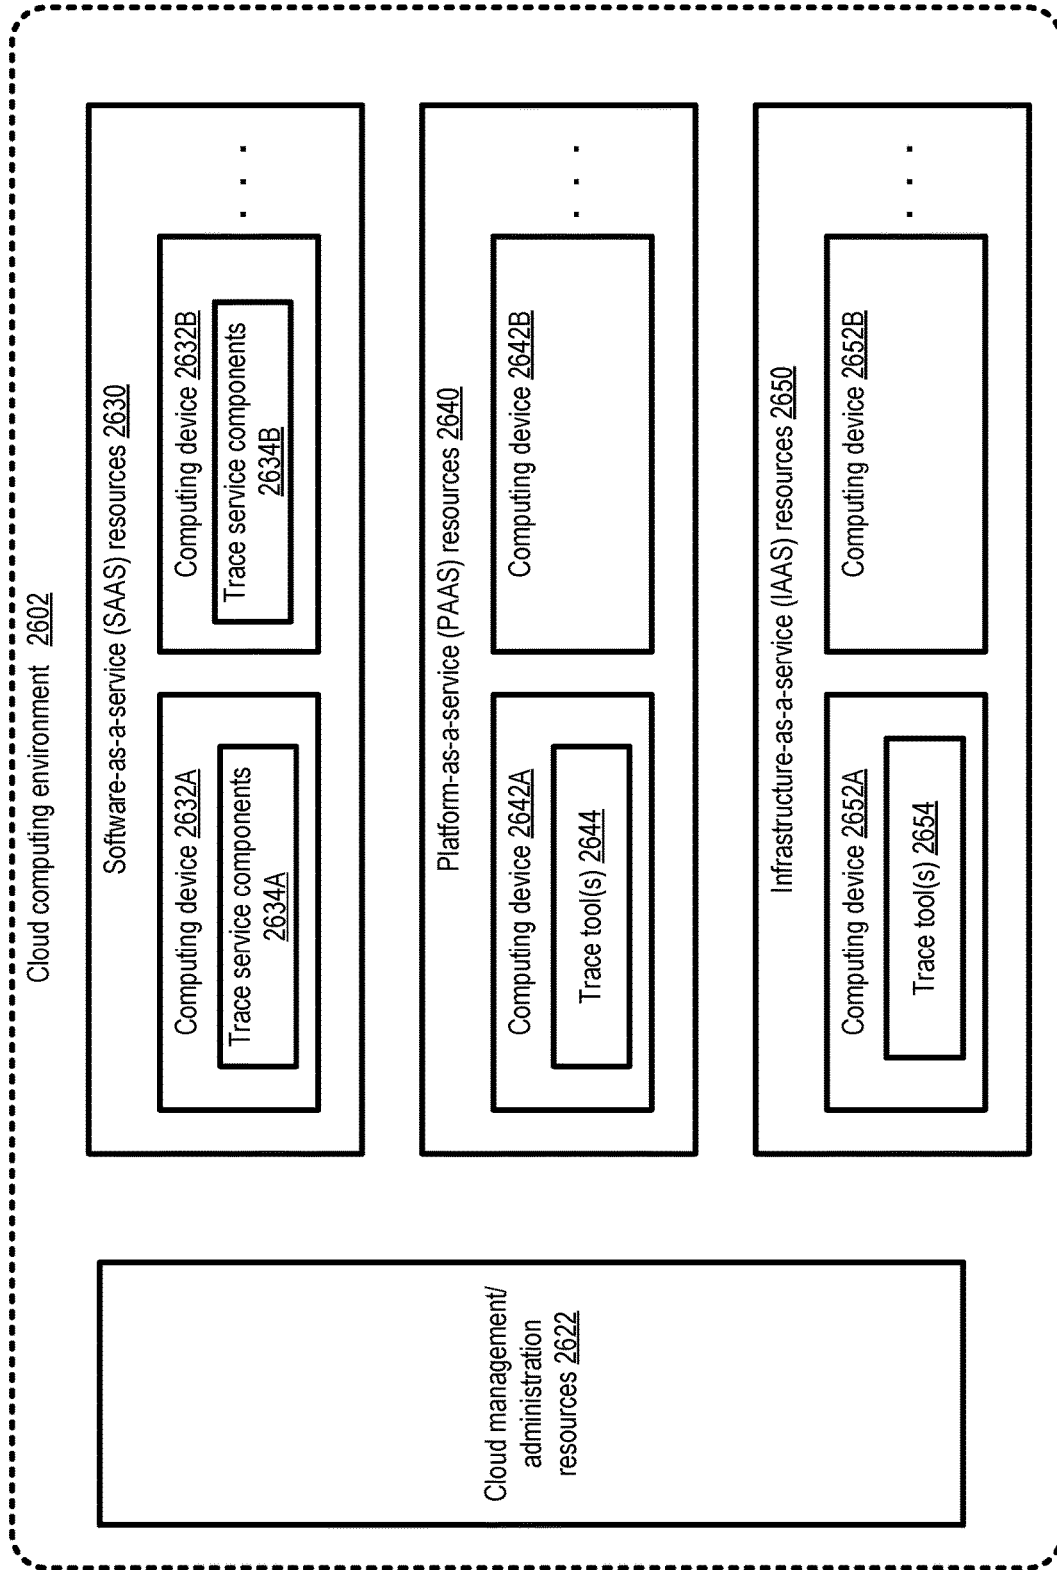 Cloud computing environment 2602
Cloud management/
administration
resources 2622
Software-as-a-service (SAAS) resources 2630
Computing device 2632A
Trace service components
2634A
Computing device 2632B
Trace service components
2634B
. . .
Platform-as-a-service (PAAS) resources 2640
Computing device 2642A
Trace tool(s) 2644
Computing device 2642B
. . .
Infrastructure-as-a-service (IAAS) resources 2650
Computing device 2652A
Trace tool(s) 2654
Computing device 2652B
. . .